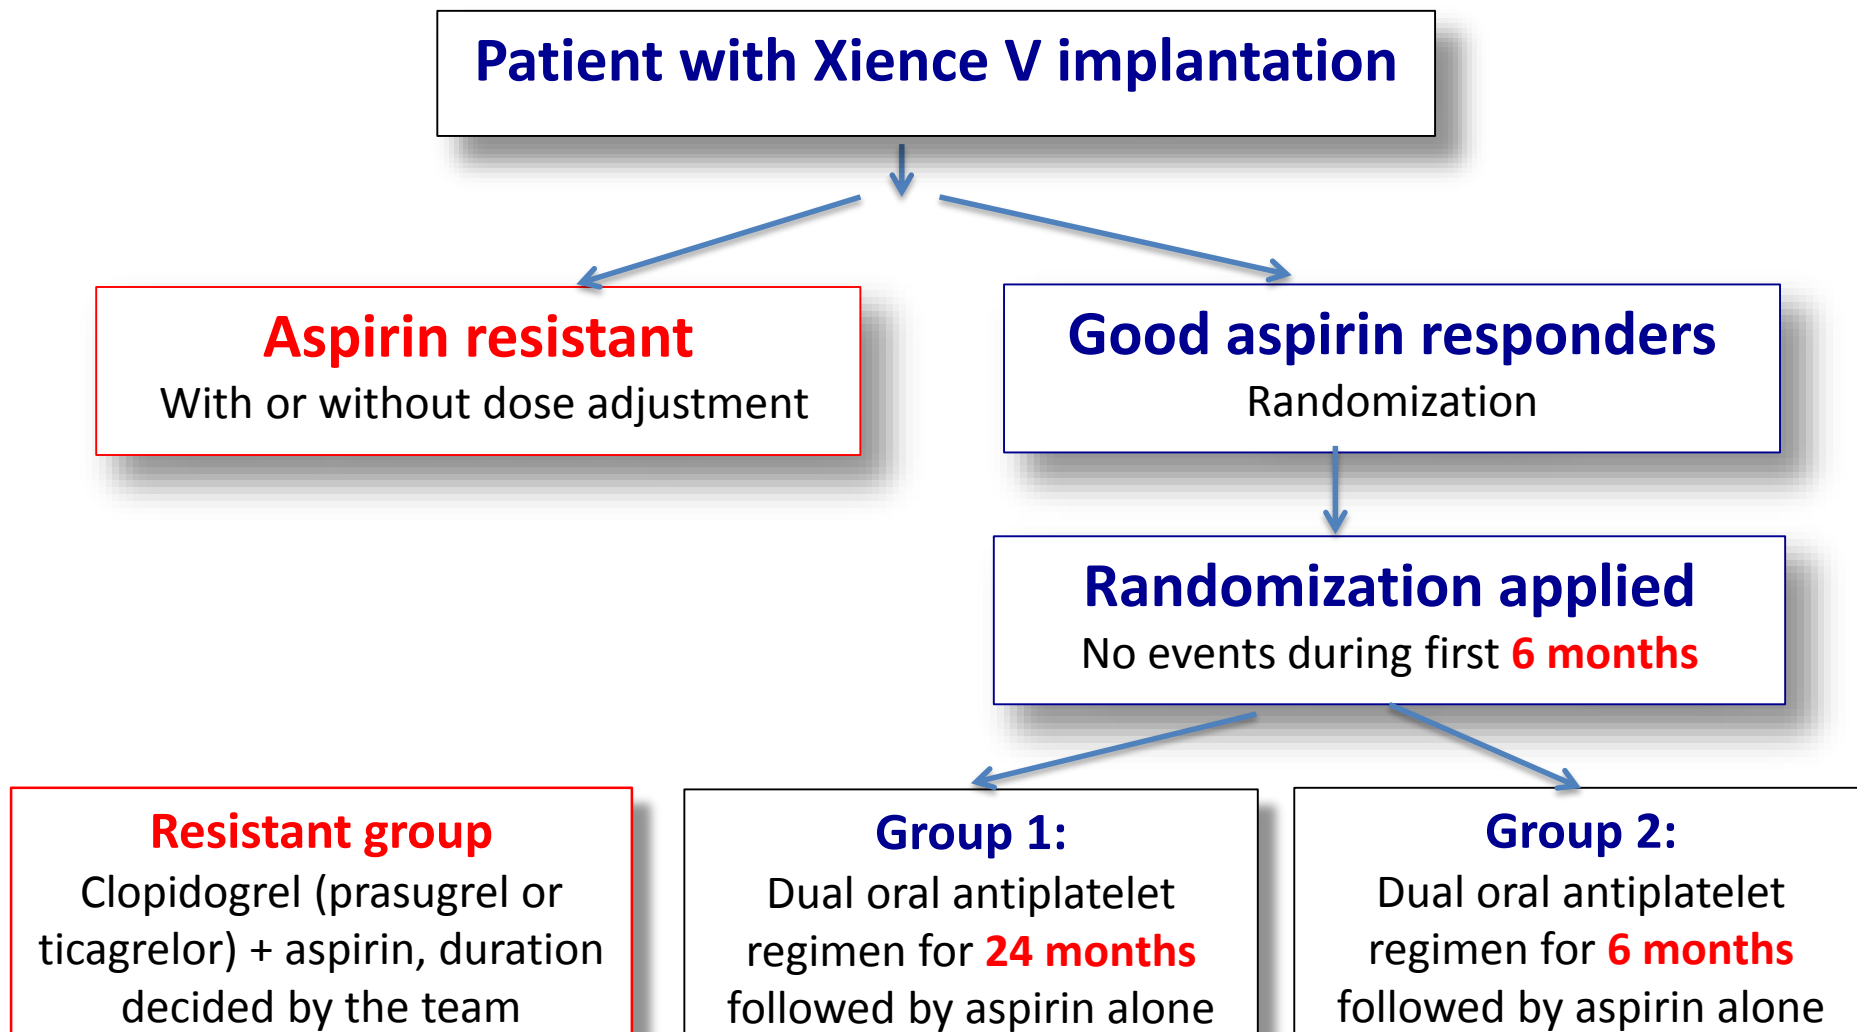 Patient with Xience V implantation
Aspirin resistant
With or without dose adjustment
Good aspirin responders
Randomization
Randomization applied
No events during first 6 months
Resistant group
Clopidogrel (prasugrel or
ticagrelor) + aspirin, duration
decided by the team
Group 1:
Dual oral antiplatelet
regimen for 24 months
followed by aspirin alone
Group 2:
Dual oral antiplatelet
regimen for 6 months
followed by aspirin alone